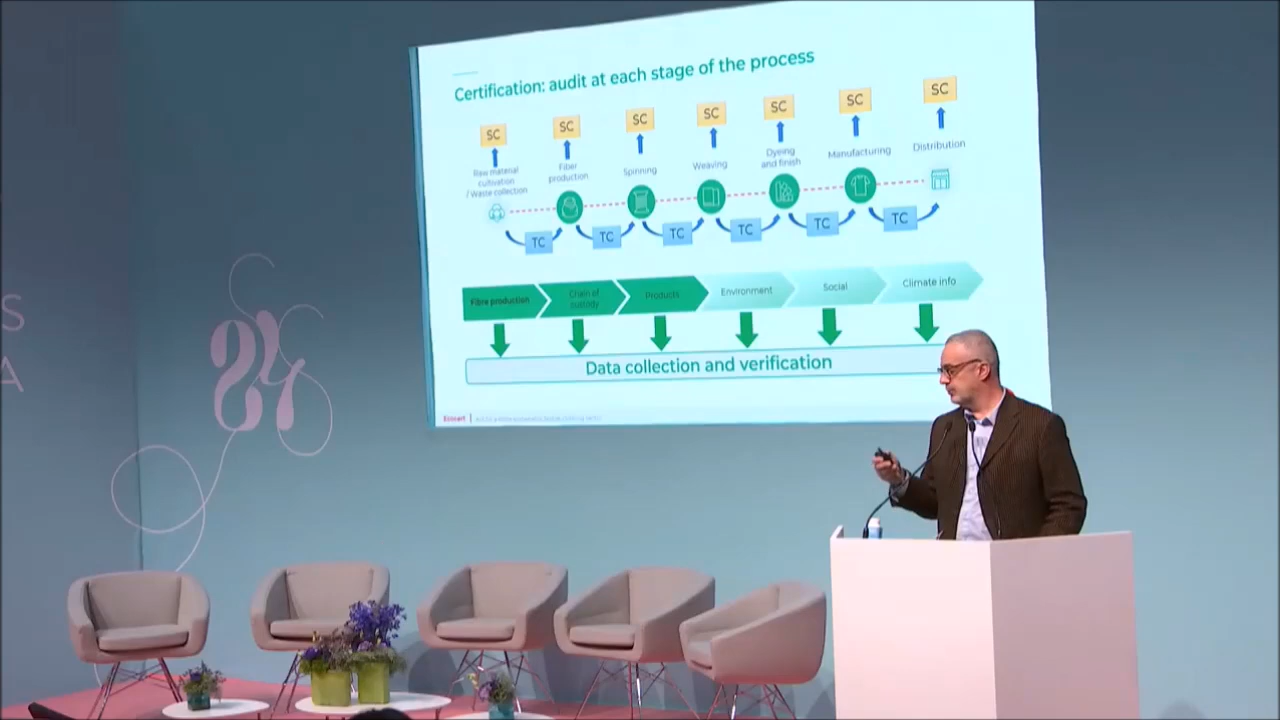 Certification: audit at each stage of the process
SC
SC
SC
SC
SC
SC
SC
Raw material
cultivation
/ Waste collection
Fiber
production
Spinning
Weaving
Dyeing
and finish
Manufacturing
Distribution
TC
TC
TC
TC
TC
TC
Fibre production
Chain of
custody
Products
Environment
Social
Climate info
Data collection and verification
Ecocert
S
A
24